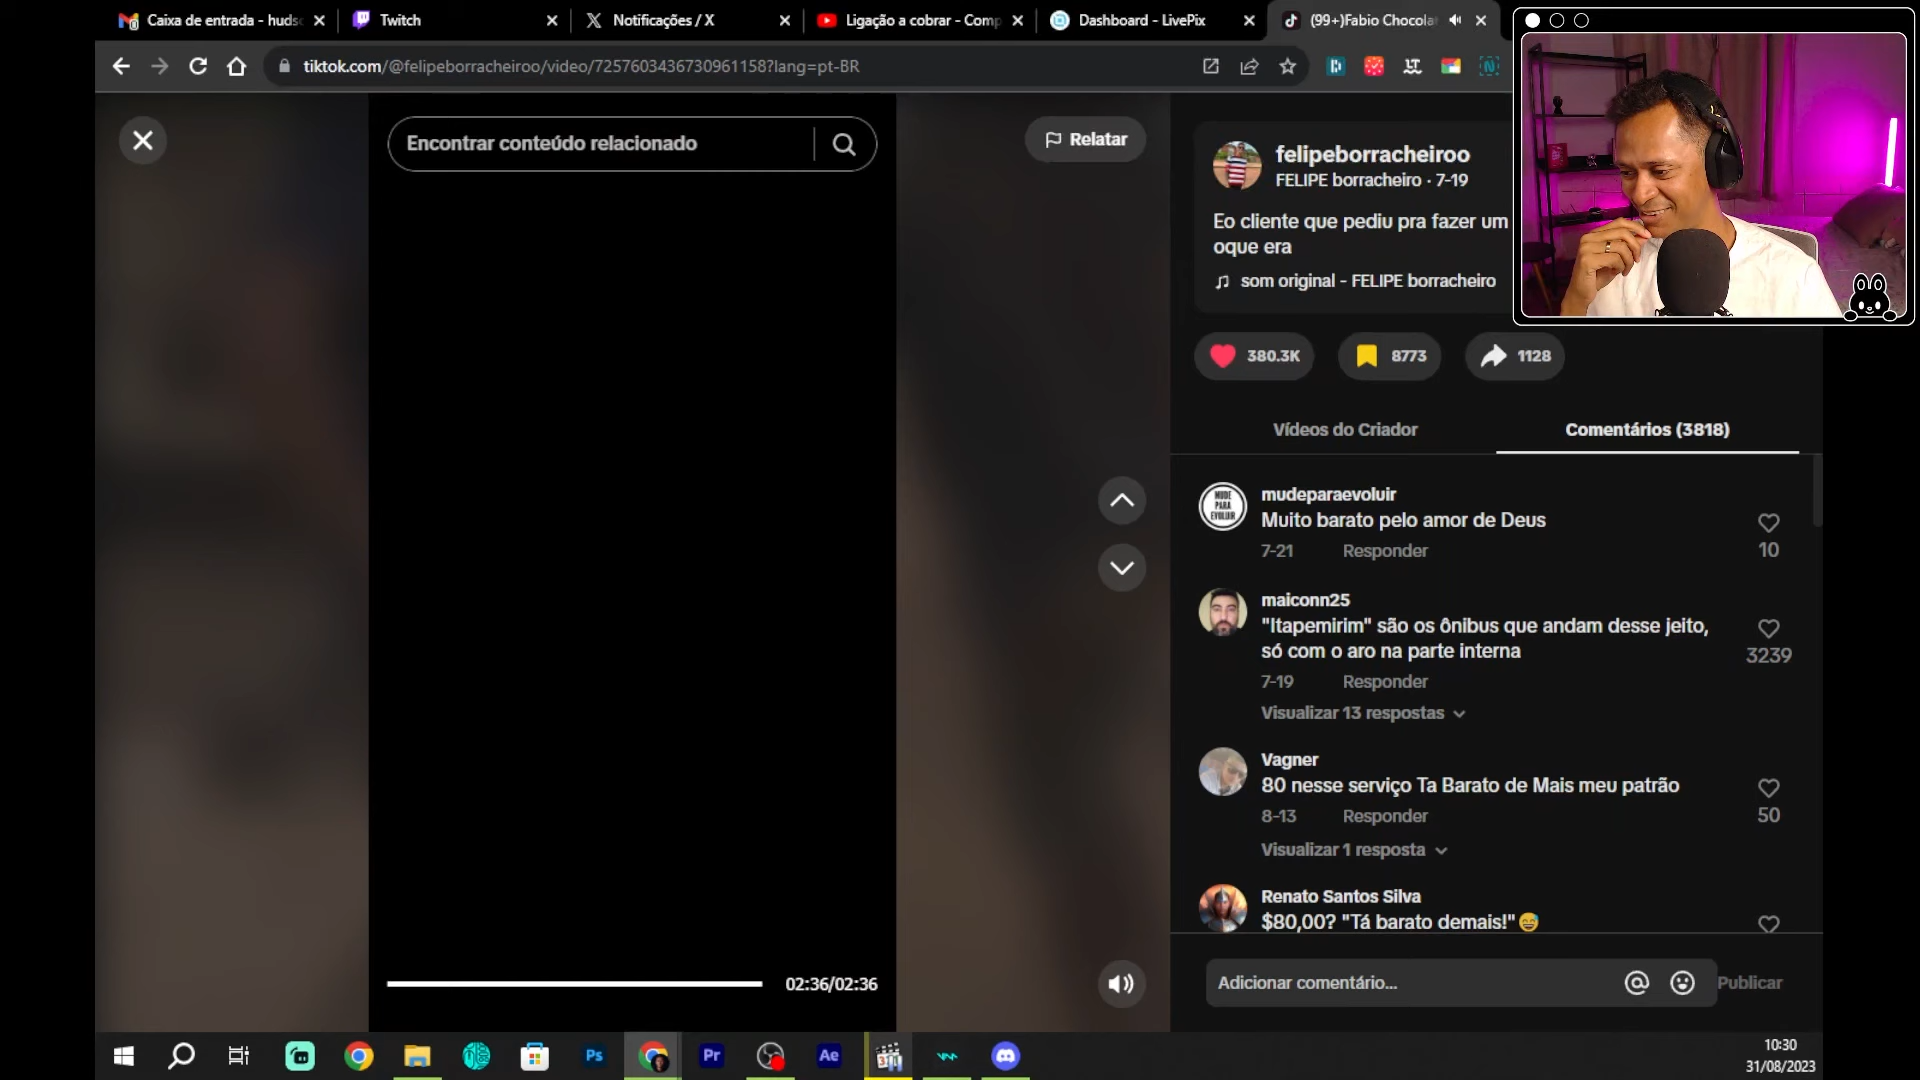 Caixa de entrada - huds
Twitch
Notificações / X
Ligação a cobrar - Comp
Dashboard - LivePix
(99+)Fabio Chocola
tiktok.com/@felipeborracheiroo/video/7257603436730961158?lang=pt-BR
Encontrar conteúdo relacionado
Relatar
felipeborracheiroo
FELIPE borracheiro · 7-19
Eo cliente que pediu pra fazer um
oque era
som original - FELIPE borracheiro
380.3K
8773
1128
Vídeos do Criador
Comentários (3818)
MUDE
PARA
EVOLUIR
mudeparaevoluir
Muito barato pelo amor de Deus
7-21 Responder
10
maiconn25
"Itapemirim" são os ônibus que andam desse jeito,
só com o aro na parte interna
3239
7-19 Responder
Visualizar 13 respostas
Vagner
80 nesse serviço Ta Barato de Mais meu patrão
50
8-13 Responder
Visualizar 1 resposta
Renato Santos Silva
$80,00? "Tá barato demais!"😅
02:36/02:36
Adicionar comentário...
Publicar
Ps
Pr
Ae
10:30
31/08/2023